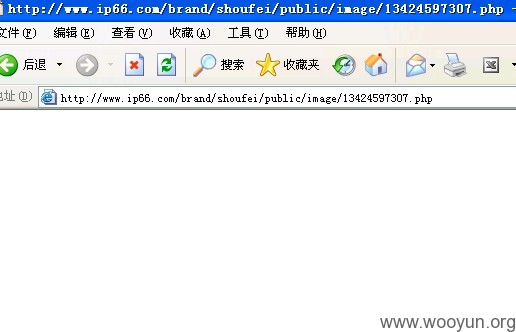 http://www.ip66.com/brand/shoufei/public/image/13424597307.php -
文件(F) 编辑(E) 查看(V) 收藏(A) 工具(T) 帮助(H)
后退 搜索 收藏夹
地址(D) http://www.ip66.com/brand/shoufei/public/image/13424597307.php
www.wooyun.org